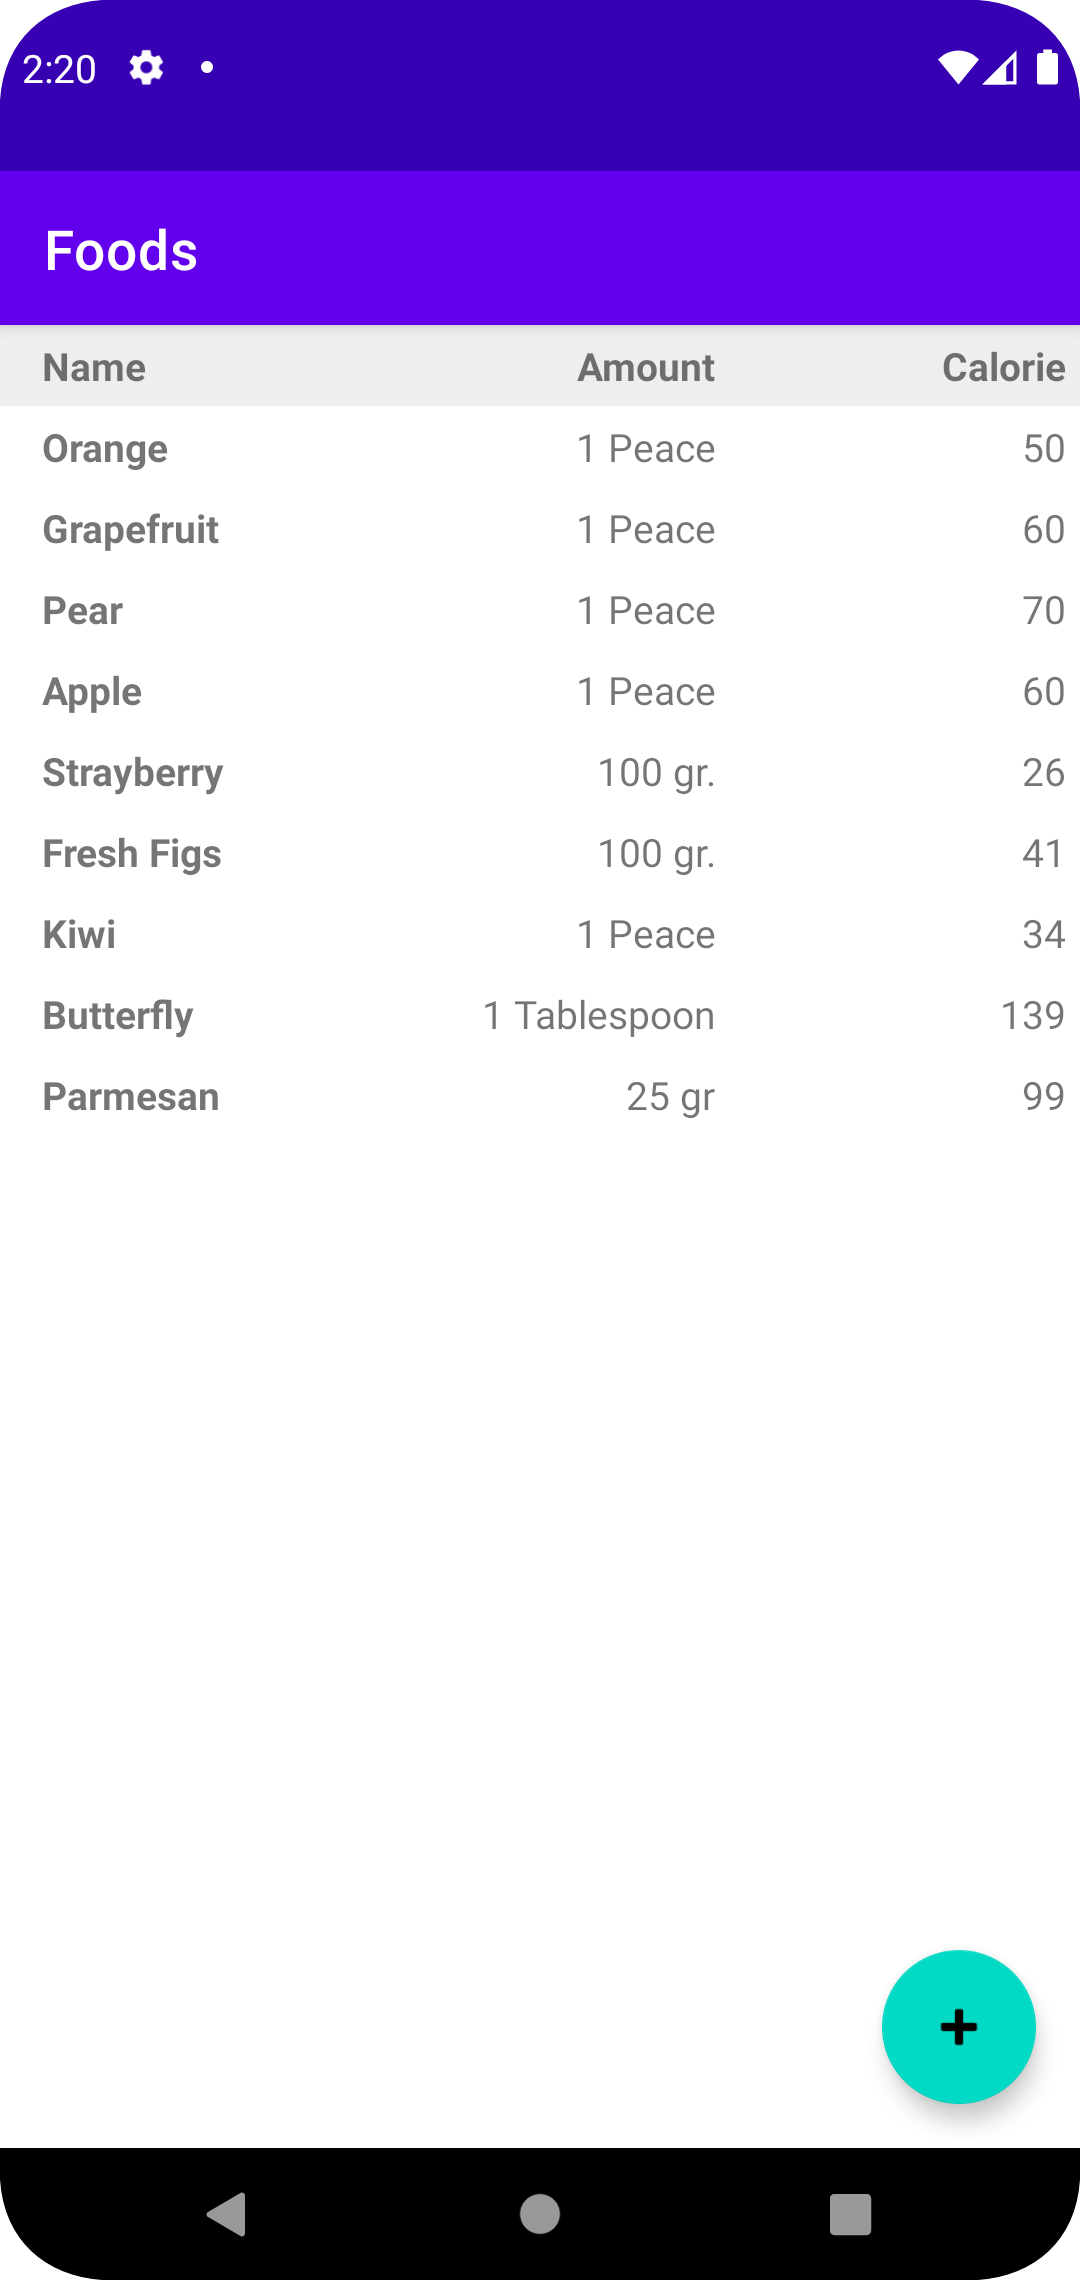 2:20
Foods
Name Amount Calorie
Orange 1 Peace 50
Grapefruit 1 Peace 60
Pear 1 Peace 70
Apple 1 Peace 60
Strayberry 100 gr. 26
Fresh Figs 100 gr. 41
Kiwi 1 Peace 34
Butterfly 1 Tablespoon 139
Parmesan 25 gr 99